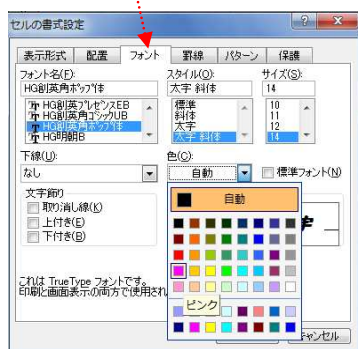 セルの書式設定
表示形式 配置 フォント 罫線 パターン 保護
フォント名(F): スタイル(O): サイズ(S):
HG創英角ポップ体 太字 斜体 14
HG創英プレゼンスEB 標準 10
HG創英角ゴシックUB 斜体 11
HG創英角ポップ体 太字 12
HG明朝B 太字 斜体 14
下線(U): 色(C):
なし 自動 標準フォント(N)
文字飾り 自動
取り消し線(K)
上付き(E)
下付き(B)
これは TrueType フォントです。
印刷と画面表示の両方で使用され
ピンク
キャンセル